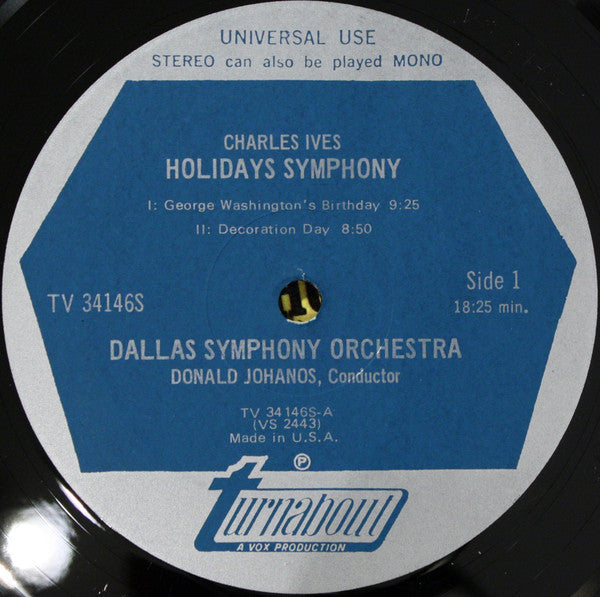 UNIVERSAL USE
STEREO can also be played MONO
CHARLES IVES
HOLIDAYS SYMPHONY
I: George Washington's Birthday 9:25
II: Decoration Day 8:50
TV 34146S
Side 1
18:25 min.
DALLAS SYMPHONY ORCHESTRA
DONALD JOHANOS, Conductor
TV 34146S-A
(VS 2443)
Made in U.S.A.
℗
turnabout
A VOX PRODUCTION